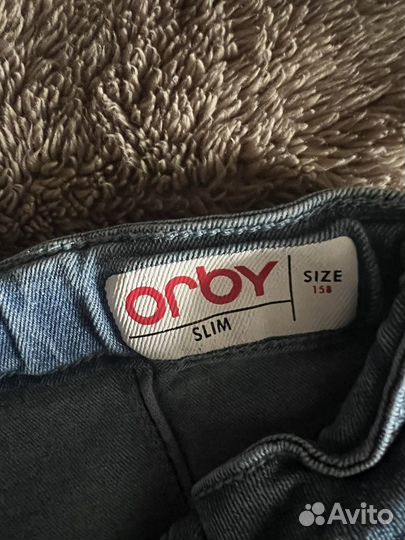 orby
SIZE
158
SLIM
Avito